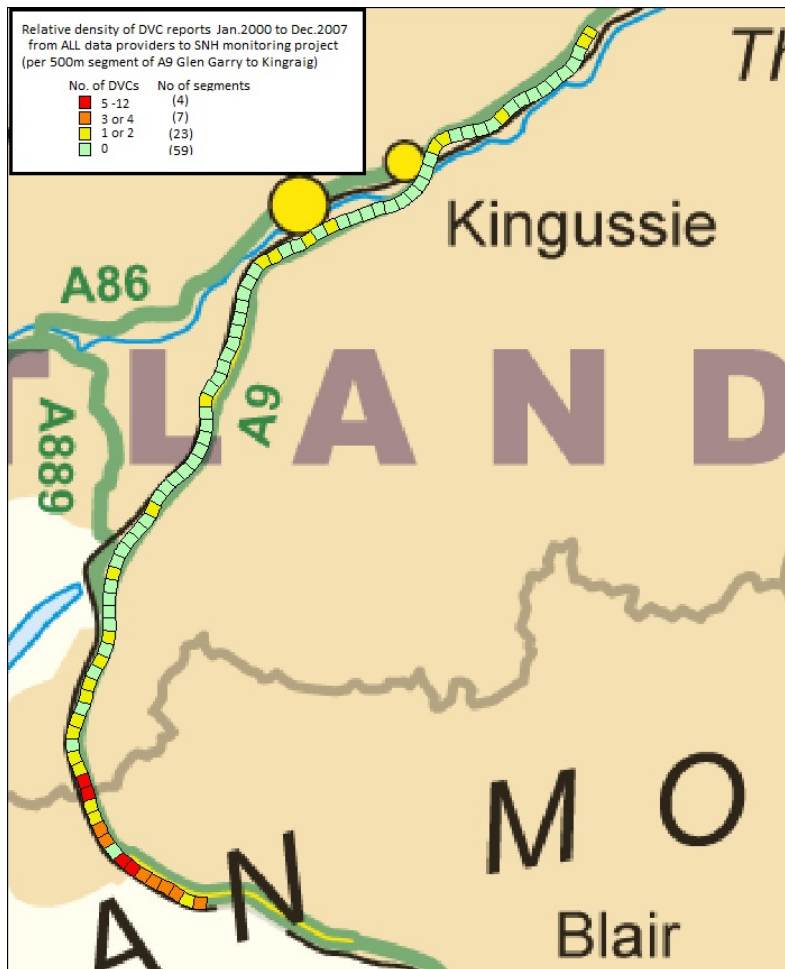 Relative density of DVC reports Jan.2000 to Dec.2007
from ALL data providers to SNH monitoring project
(per 500m segment of A9 Glen Garry to Kingraig)
No. of DVCs No of segments
5 -12 (4)
3 or 4 (7)
1 or 2 (23)
0 (59)
Th
Kingussie
A86
T L A N D
A9
A889
M O
A N
Blair